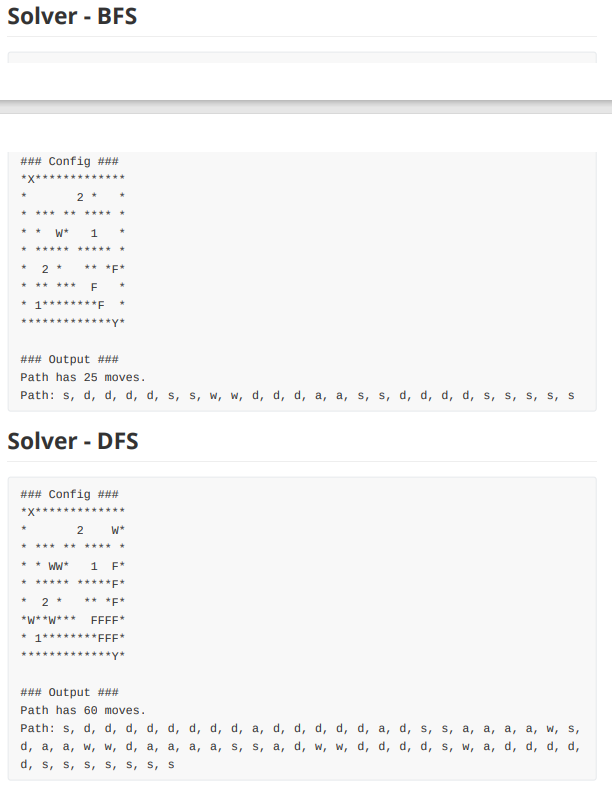 Solver - BFS
### Config ###
*X*************
*       2 *   *
* *** ** **** *
* *  W*   1   *
* ***** ***** *
*  2 *   ** *F*
* ** ***  F   *
* 1********F  *
*************Y*
### Output ###
Path has 25 moves.
Path: s, d, d, d, d, s, s, w, w, d, d, d, a, a, s, s, d, d, d, d, s, s, s, s, s
Solver - DFS
### Config ###
*X*************
*       2    W*
* *** ** **** *
* * WW*   1  F*
* ***** *****F*
*  2 *   ** *F*
*W**W***  FFFF*
* 1********FFF*
*************Y*
### Output ###
Path has 60 moves.
Path: s, d, d, d, d, d, d, d, d, a, d, d, d, d, d, a, d, s, s, a, a, a, a, w, s,
d, a, a, w, w, d, a, a, a, a, s, s, a, d, w, w, d, d, d, d, s, w, a, d, d, d, d,
d, s, s, s, s, s, s, s